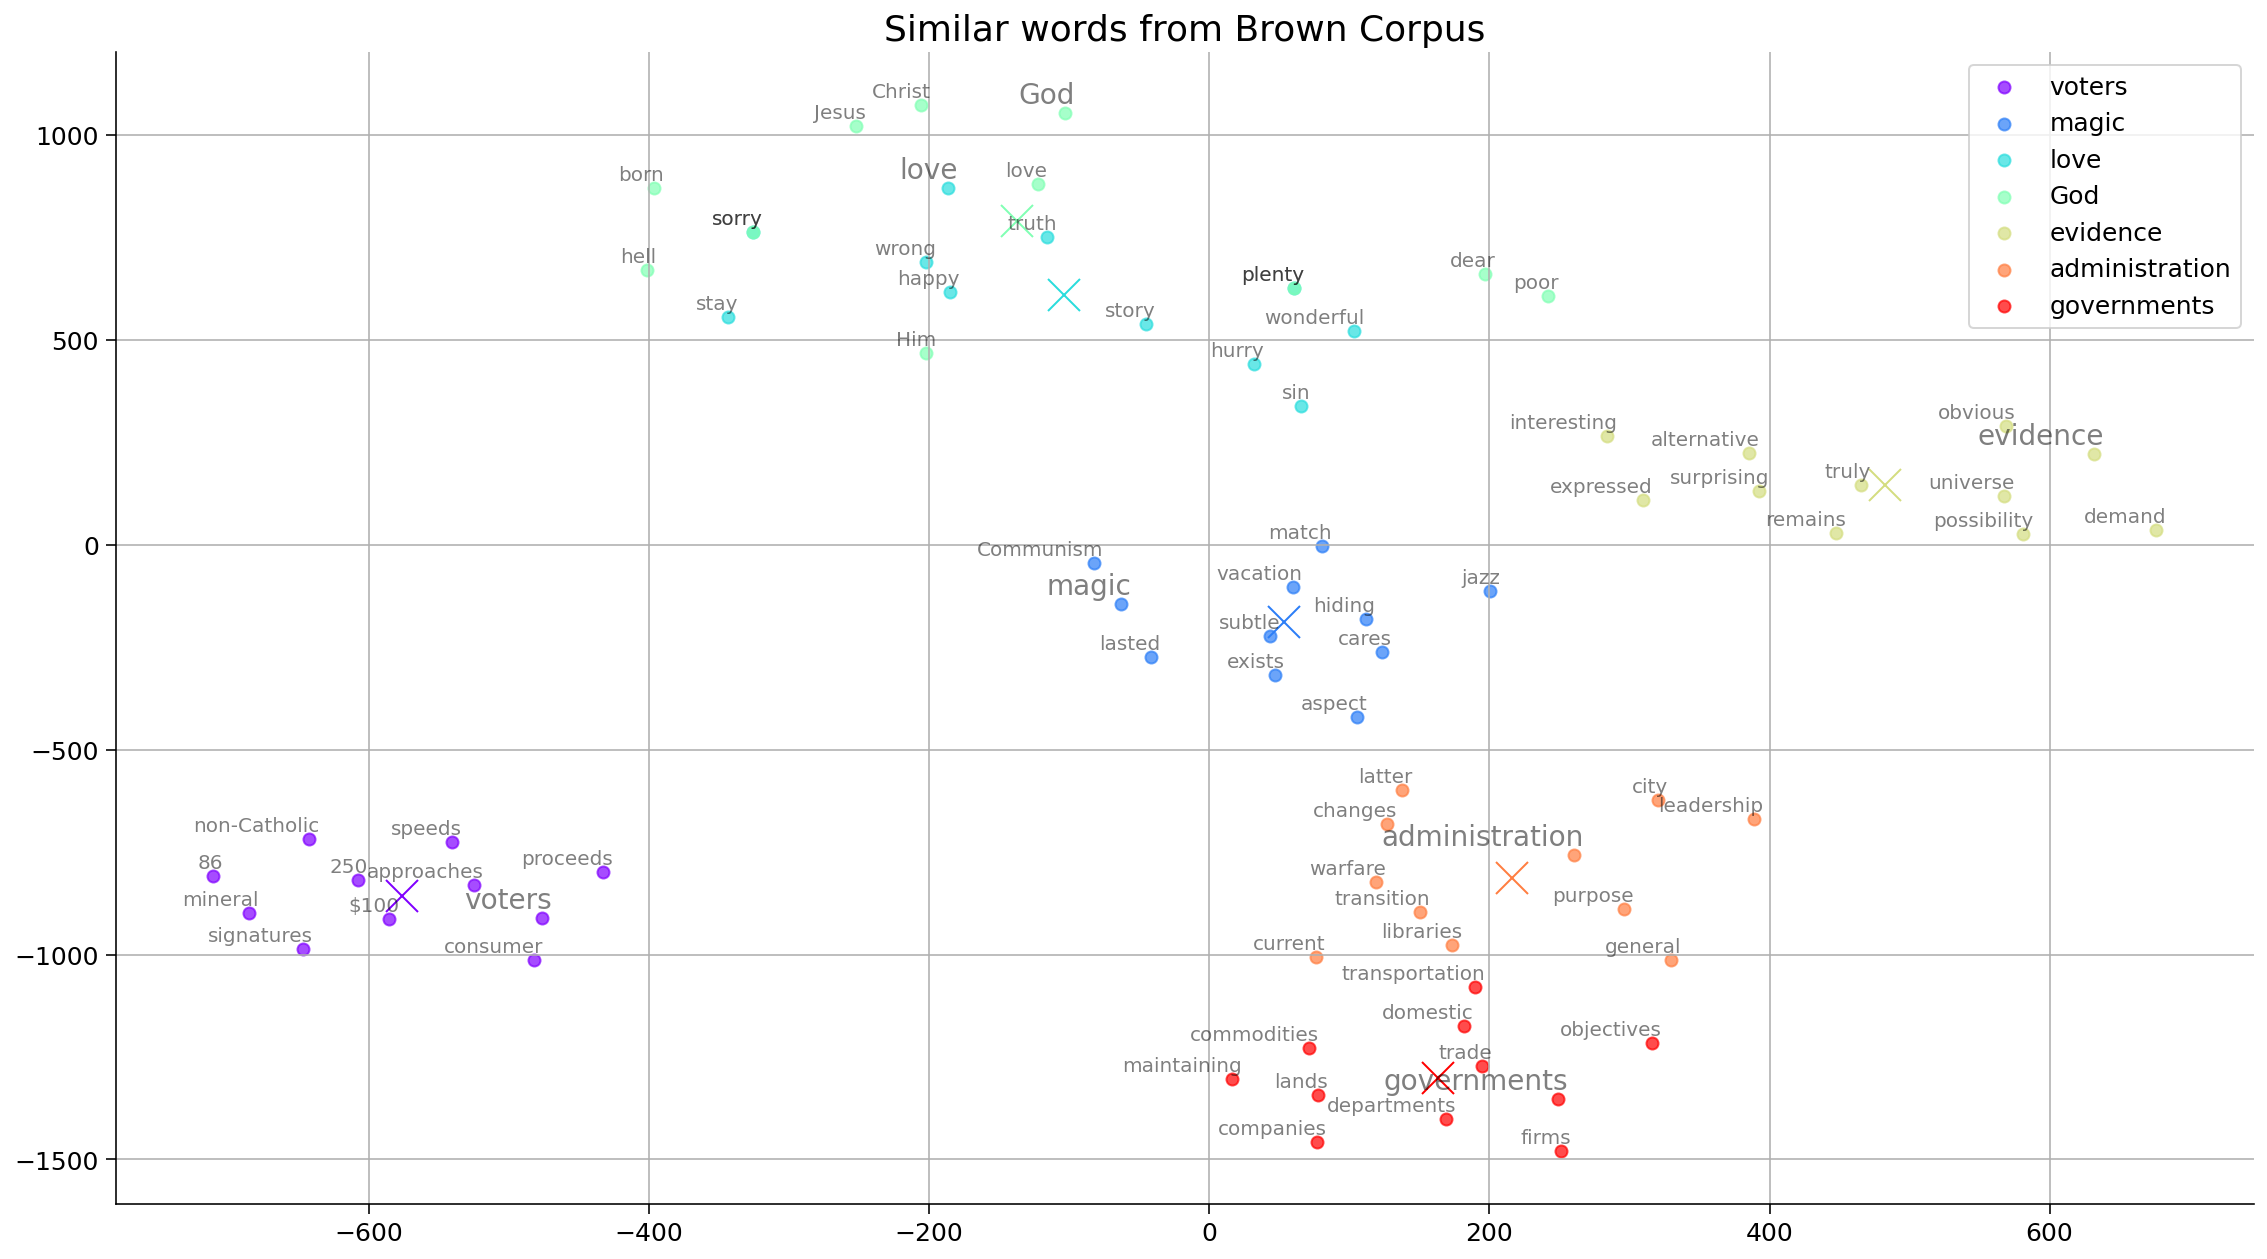 Similar words from Brown Corpus
voters
magic
love
God
evidence
administration
governments
Christ
God
Jesus
love
love
born
sorry
truth
wrong
hell
happy
stay
story
Him
plenty
dear
poor
wonderful
hurry
sin
interesting
alternative
obvious
evidence
expressed
surprising
truly
universe
remains
possibility
demand
match
Communism
magic
vacation
jazz
hiding
subtle
cares
lasted
exists
aspect
latter
city
changes
leadership
administration
warfare
transition
purpose
libraries
current
general
non-Catholic
speeds
86
250
approaches
proceeds
mineral
$100
voters
signatures
consumer
transportation
domestic
commodities
objectives
maintaining
trade
lands
governments
departments
companies
firms
1000
500
0
−500
−1000
−1500
−600
−400
−200
0
200
400
600